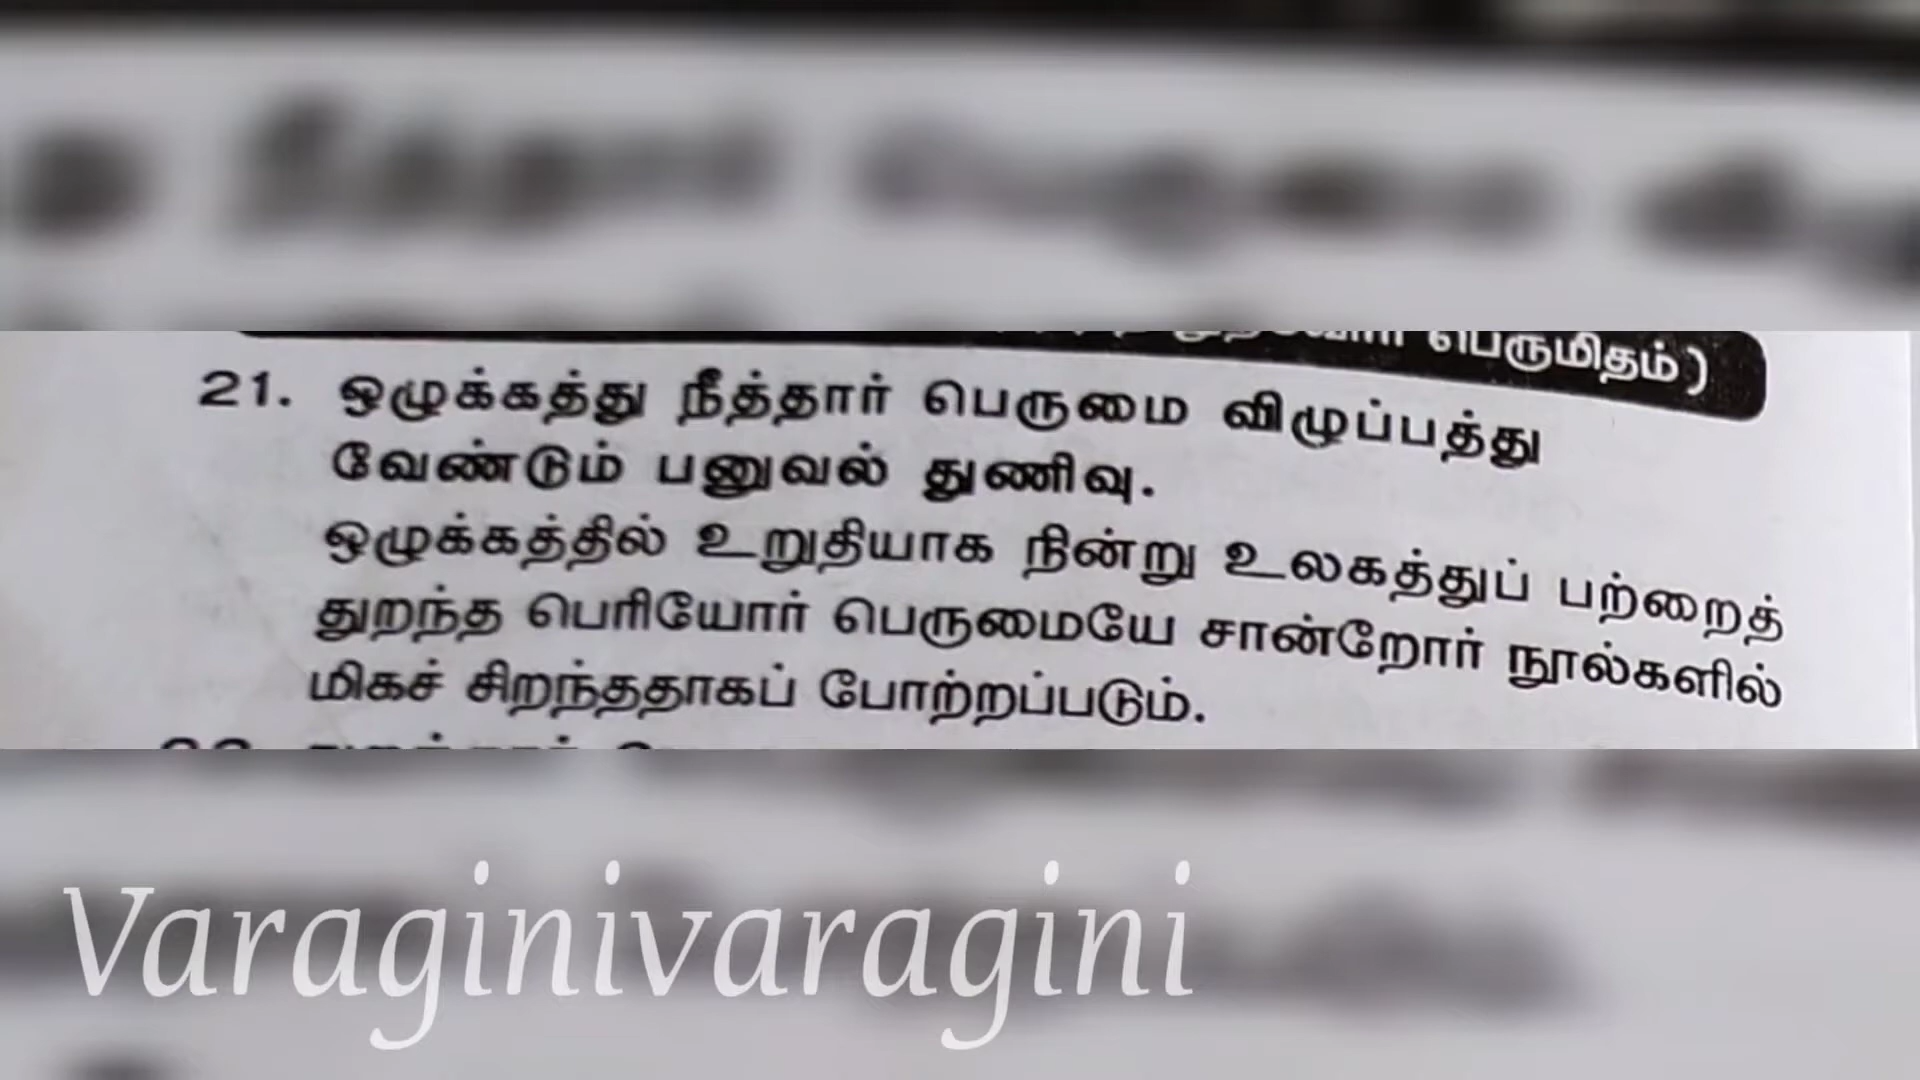 பெருமிதம்)
21. ஒழுக்கத்து நீத்தார் பெருமை விழுப்பத்து
வேண்டும் பனுவல் துணிவு.
ஒழுக்கத்தில் உறுதியாக நின்று உலகத்துப் பற்றைத்
துறந்த பெரியோர் பெருமையே சான்றோர் நூல்களில்
மிகச் சிறந்ததாகப் போற்றப்படும்.
Varaginivaragini